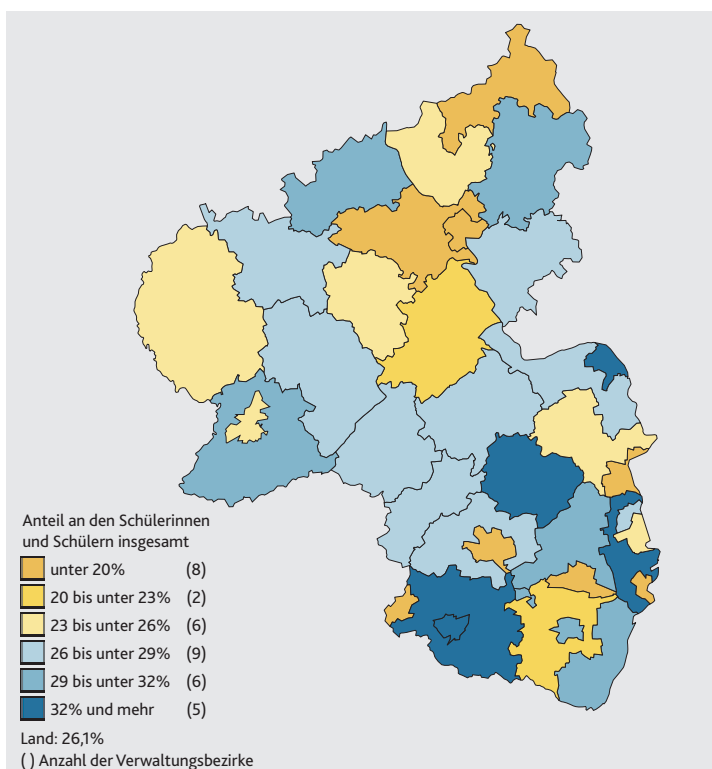 Anteil an den Schülerinnen
und Schülern insgesamt
unter 20% (8)
20 bis unter 23% (2)
23 bis unter 26% (6)
26 bis unter 29% (9)
29 bis unter 32% (6)
32% und mehr (5)
Land: 26,1%
( ) Anzahl der Verwaltungsbezirke